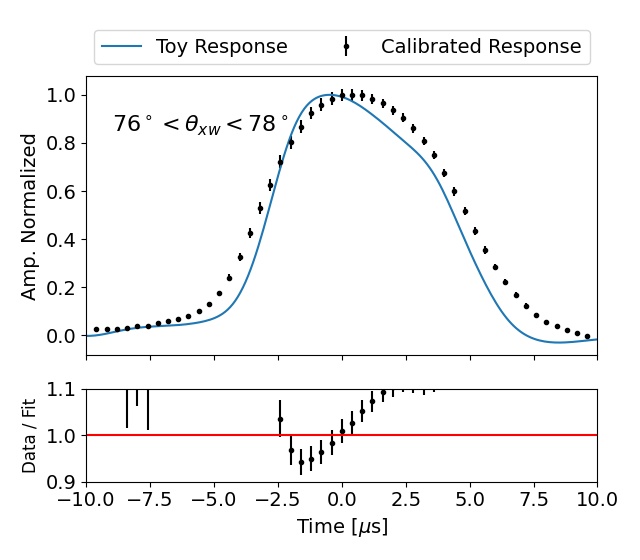 Toy Response Calibrated Response
76° < θxw < 78°
Amp. Normalized
1.0
0.8
0.6
0.4
0.2
0.0
Data / Fit
1.1
1.0
0.9
−10.0 −7.5 −5.0 −2.5 0.0 2.5 5.0 7.5 10.0
Time [μs]